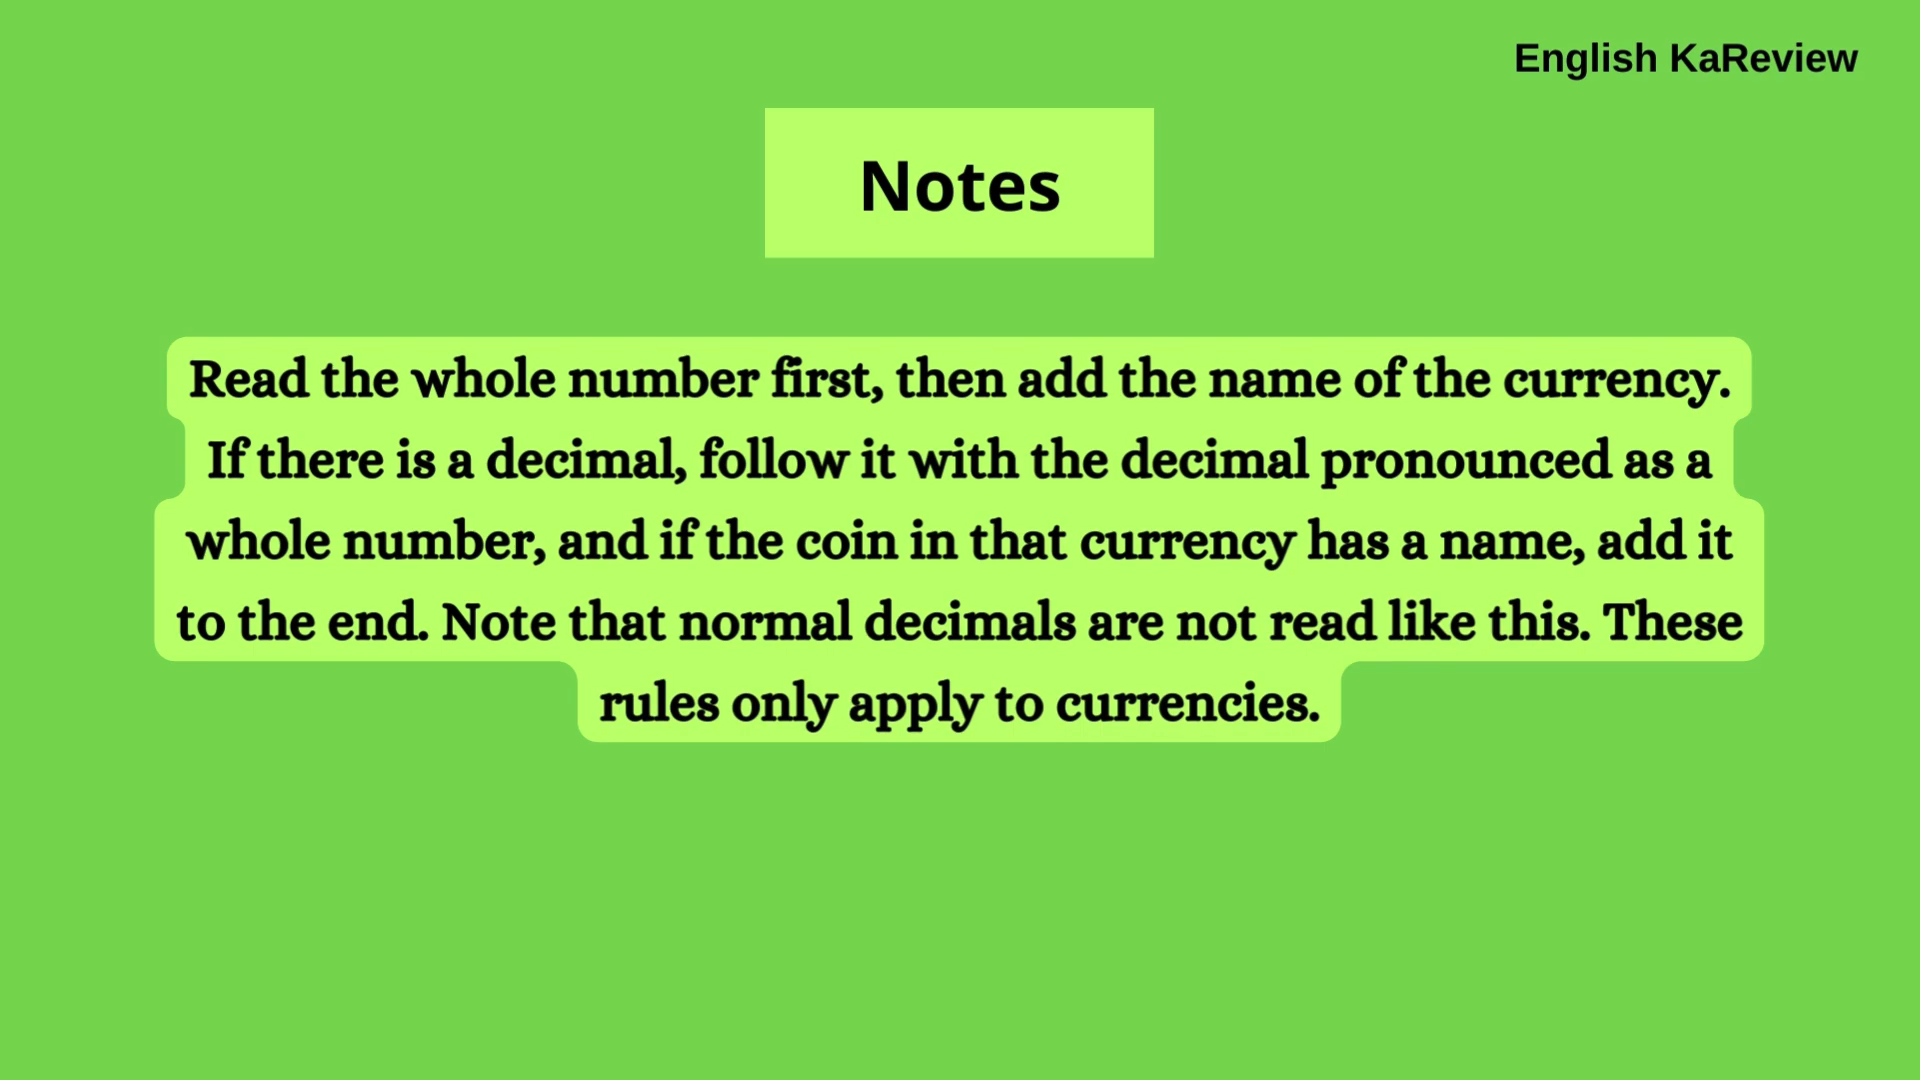 English KaReview
Notes
Read the whole number first, then add the name of the currency.
If there is a decimal, follow it with the decimal pronounced as a
whole number, and if the coin in that currency has a name, add it
to the end. Note that normal decimals are not read like this. These
rules only apply to currencies.